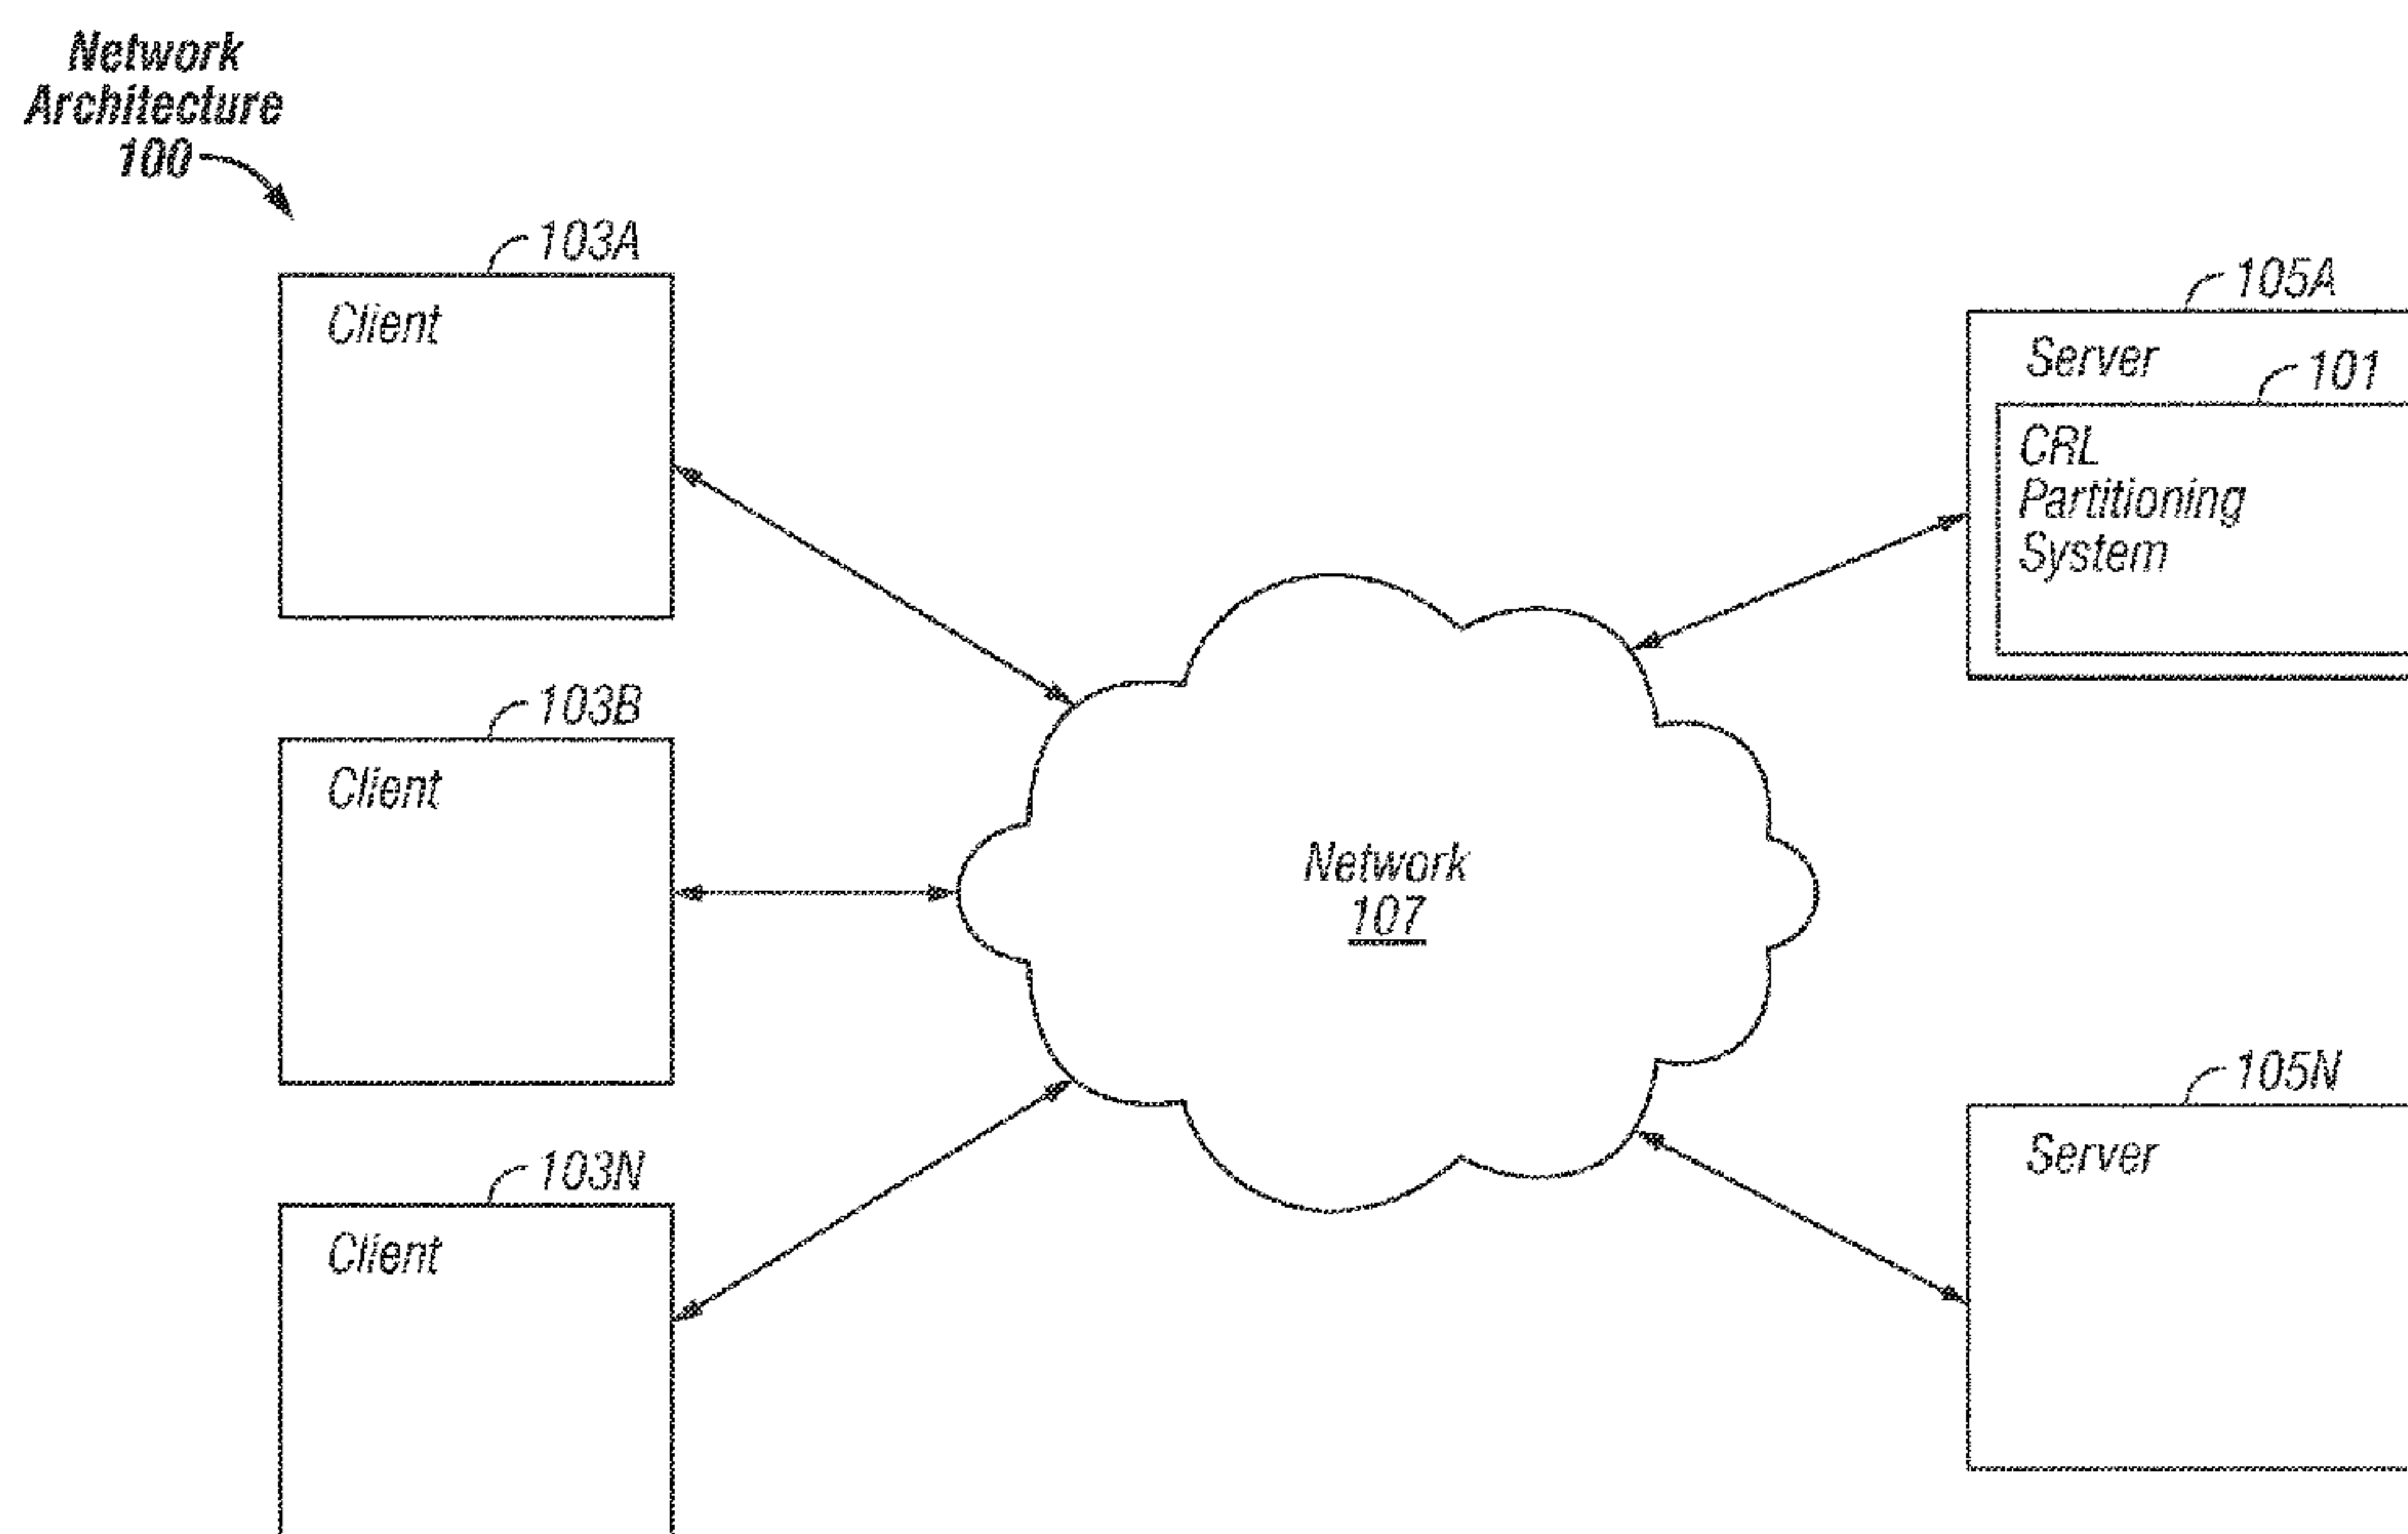 Network
Architecture
100
103A
Client
105A
Server
101
CRL
Partitioning
System
103B
Client
Network
107
105N
Server
103N
Client